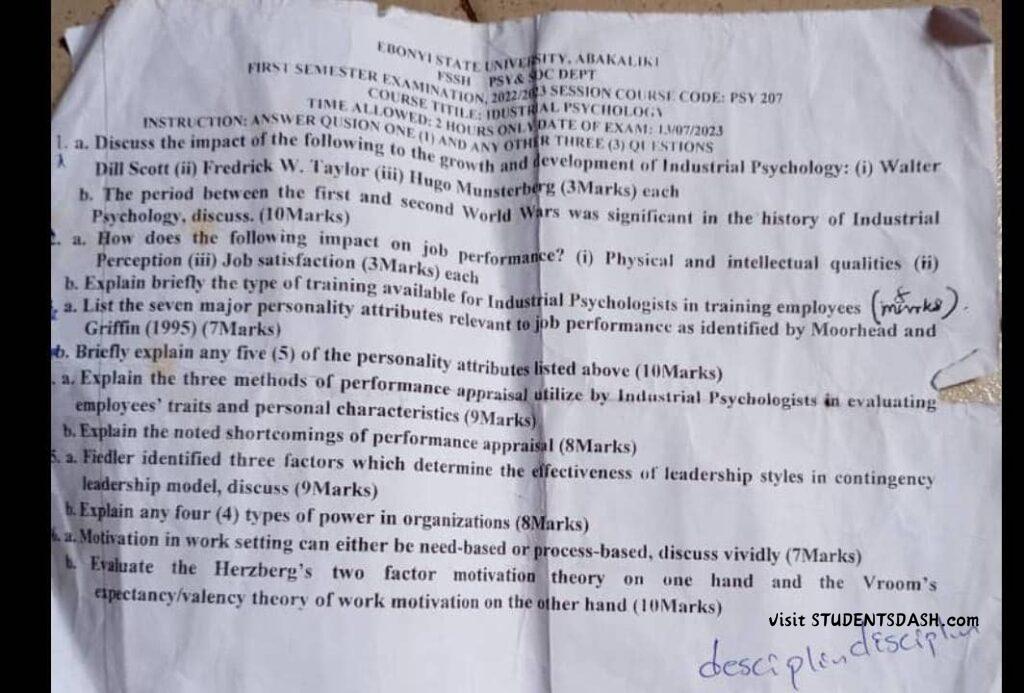 EBONYI STATE UNIVERSITY, ABAKALIKI
FSSH PSY& SOC DEPT
FIRST SEMESTER EXAMINATION, 2022/2023 SESSION COURSE CODE: PSY 207
COURSE TITILE: IDUSTRIAL PSYCHOLOGY
TIME ALLOWED: 2 HOURS ONLY DATE OF EXAM: 13/07/2023
INSTRUCTION: ANSWER QUSION ONE (1) AND ANY OTHER THREE (3) QUESTIONS
1. a. Discuss the impact of the following to the growth and development of Industrial Psychology: (i) Walter
Dill Scott (ii) Fredrick W. Taylor (iii) Hugo Munsterberg (3Marks) each
b. The period between the first and second World Wars was significant in the history of Industrial
Psychology, discuss. (10Marks)
2. a. How does the following impact on job performance? (i) Physical and intellectual qualities (ii)
Perception (iii) Job satisfaction (3Marks) each
b. Explain briefly the type of training available for Industrial Psychologists in training employees (8 marks).
a. List the seven major personality attributes relevant to job performance as identified by Moorhead and
Griffin (1995) (7Marks)
b. Briefly explain any five (5) of the personality attributes listed above (10Marks)
. a. Explain the three methods of performance appraisal utilize by Industrial Psychologists in evaluating
employees' traits and personal characteristics (9Marks)
b. Explain the noted shortcomings of performance appraisal (8Marks)
5. a. Fiedler identified three factors which determine the effectiveness of leadership styles in contingency
leadership model, discuss (9Marks)
b. Explain any four (4) types of power in organizations (8Marks)
6. a. Motivation in work setting can either be need-based or process-based, discuss vividly (7Marks)
b. Evaluate the Herzberg's two factor motivation theory on one hand and the Vroom's
expectancy/valency theory of work motivation on the other hand (10Marks)
Visit STUDENTSDASH.com
desciplin disciplin